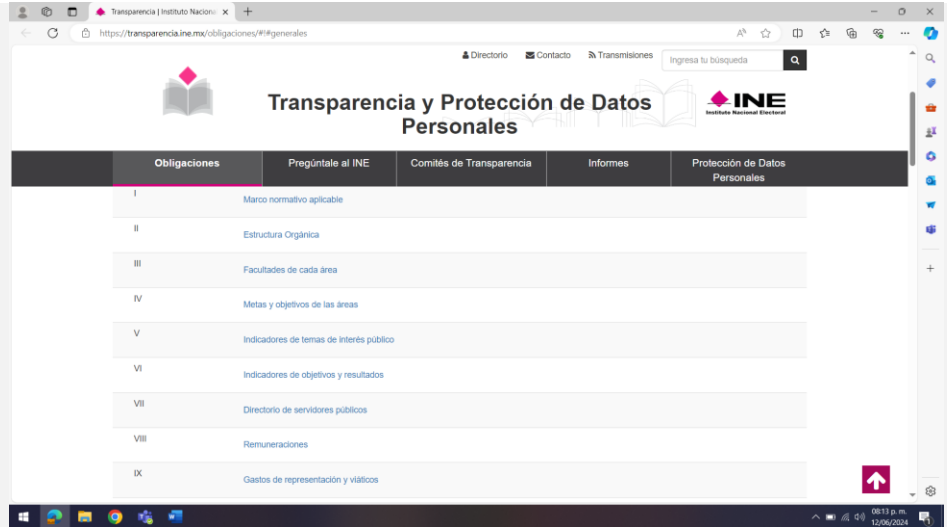 Transparencia | Instituto Naciona
https://transparencia.ine.mx/obligaciones/#!#generales
Directorio Contacto Transmisiones Ingresa tu búsqueda
Transparencia y Protección de Datos
Personales
INE
Instituto Nacional Electoral
Obligaciones Pregúntale al INE Comités de Transparencia Informes Protección de Datos
Personales
I Marco normativo aplicable
II Estructura Orgánica
III Facultades de cada área
IV Metas y objetivos de las áreas
V Indicadores de temas de interés público
VI Indicadores de objetivos y resultados
VII Directorio de servidores públicos
VIII Remuneraciones
IX Gastos de representación y viáticos
08:13 p. m.
12/06/2024